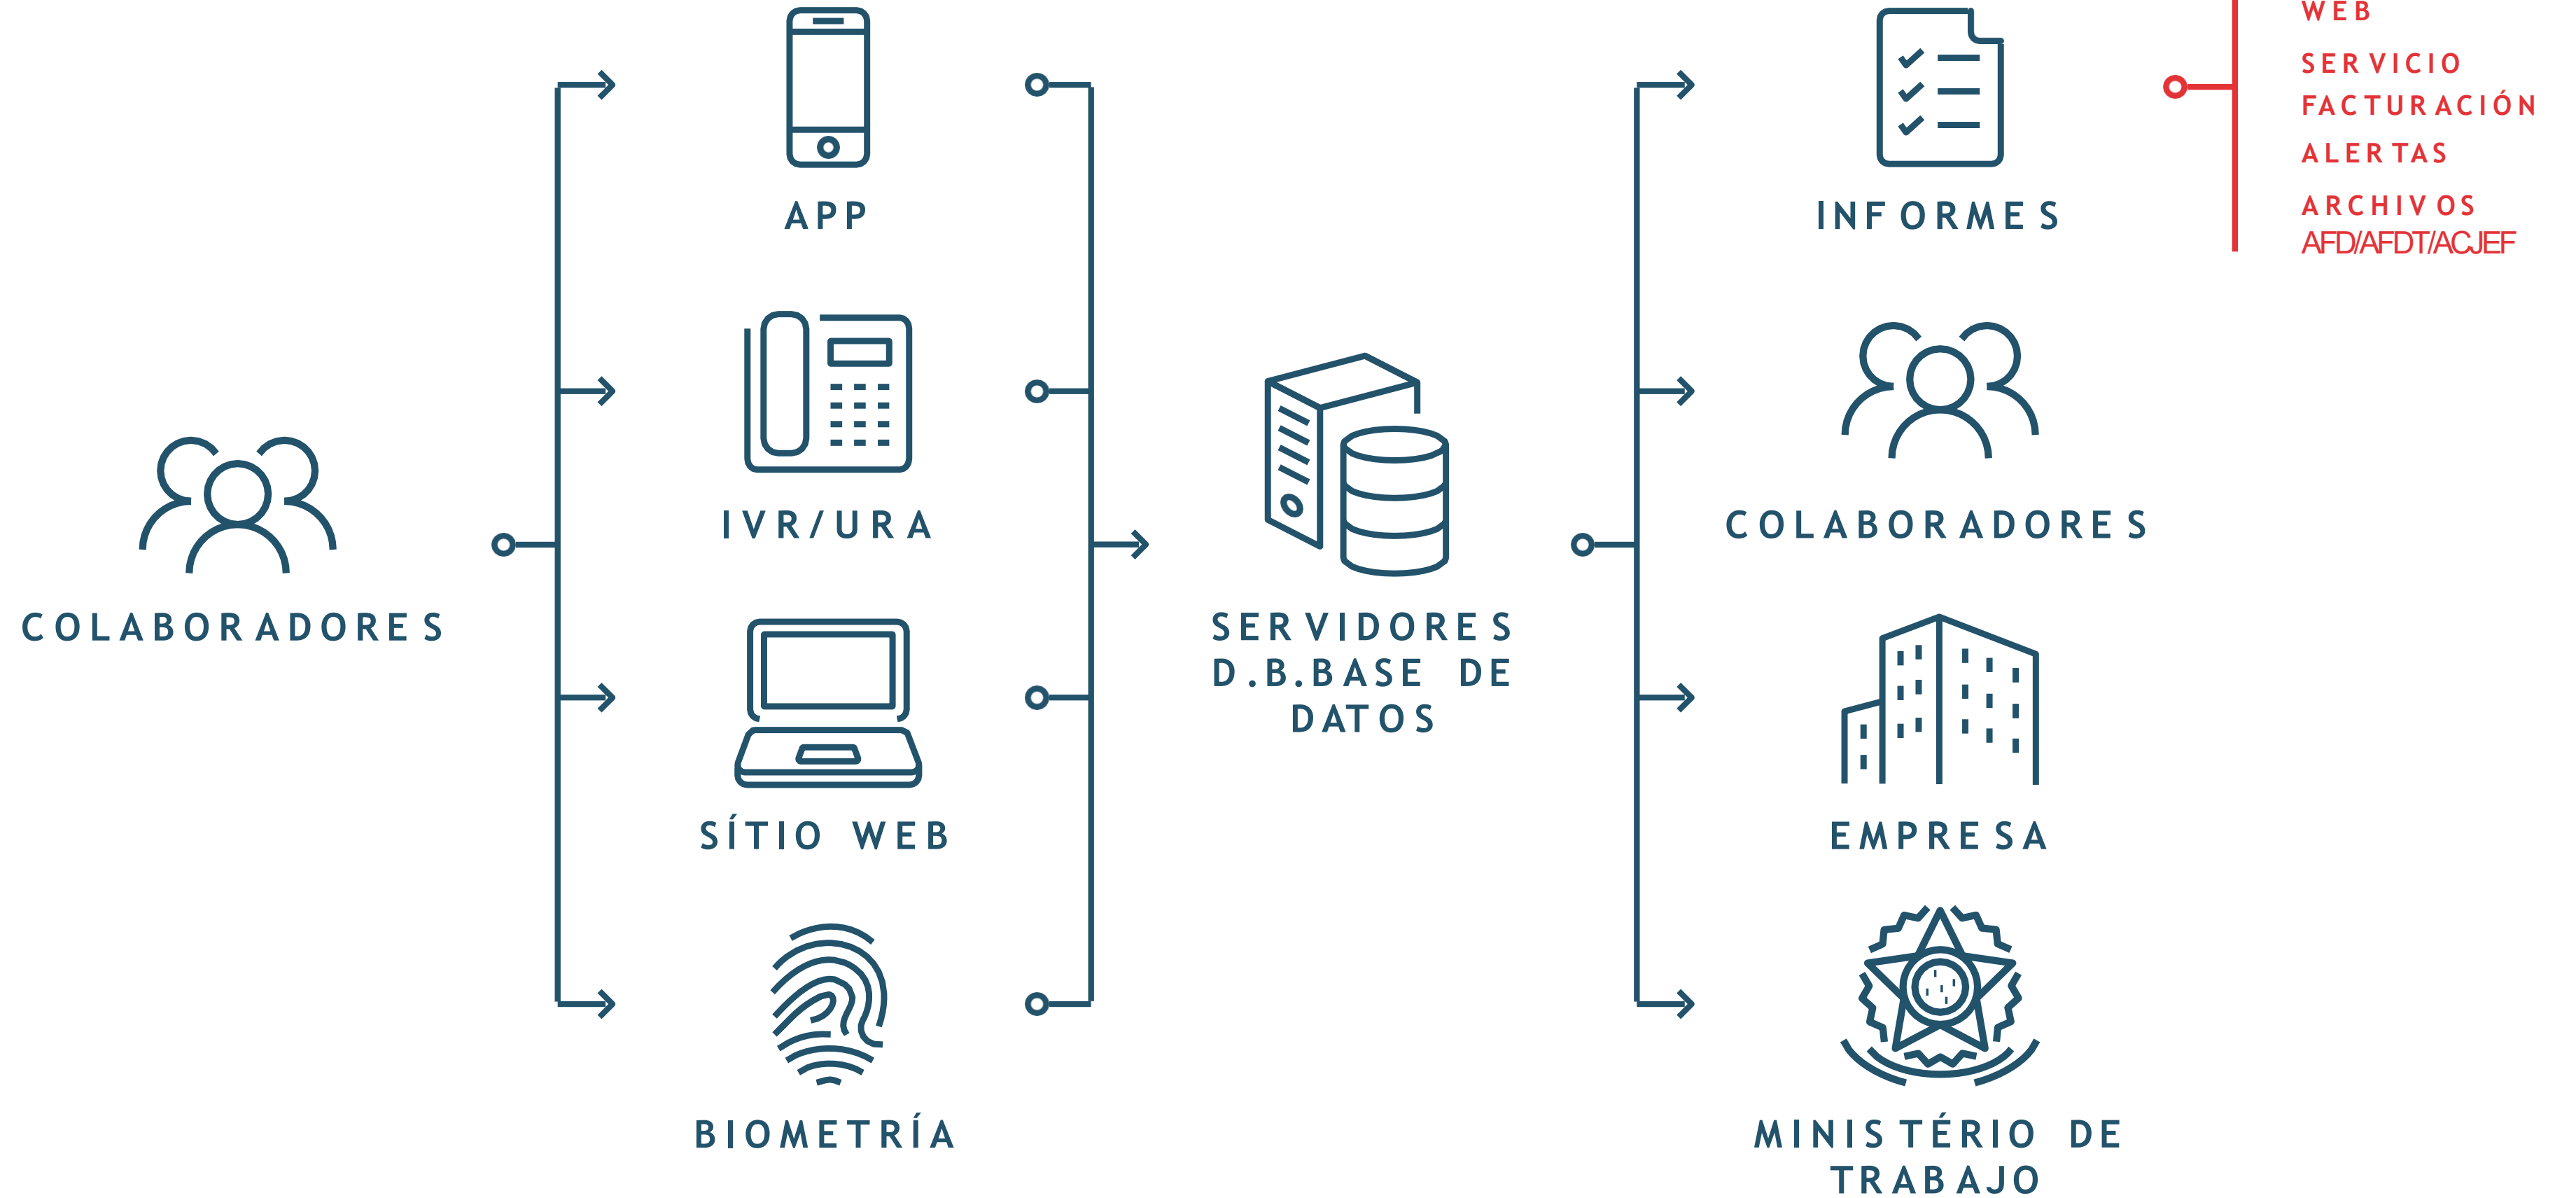 COLABORADORES
APP
IVR/URA
SÍTIO WEB
BIOMETRÍA
SERVIDORES
D.B.BASE DE
DATOS
INFORMES
COLABORADORES
EMPRESA
MINISTÉRIO DE
TRABAJO
WEB
SERVICIO
FACTURACIÓN
ALERTAS
ARCHIVOS
AFD/AFDT/ACJEF